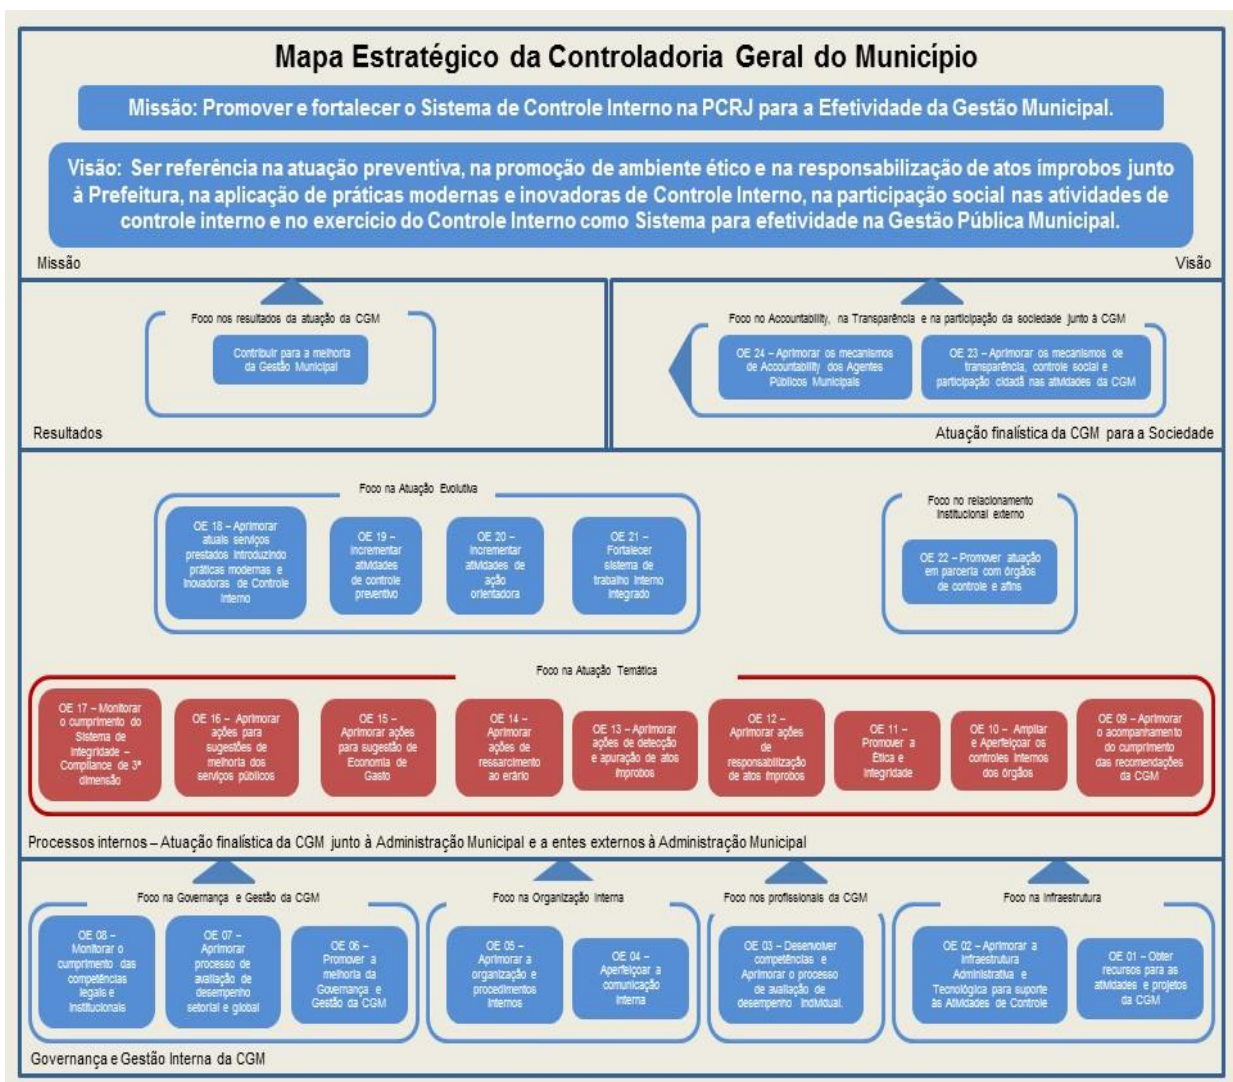 Mapa Estratégico da Controladoria Geral do Município
Missão: Promover e fortalecer o Sistema de Controle Interno na PCRJ para a Efetividade da Gestão Municipal.
Visão: Ser referência na atuação preventiva, na promoção de ambiente ético e na responsabilização de atos ímprobos junto
à Prefeitura, na aplicação de práticas modernas e inovadoras de Controle Interno, na participação social nas atividades de
controle interno e no exercício do Controle Interno como Sistema para efetividade na Gestão Pública Municipal.
Missão
Visão
Foco nos resultados da atuação da CGM
Contribuir para a melhoria
da Gestão Municipal
Resultados
Foco no Accountability, na Transparência e na participação da sociedade junto à CGM
OE 24 – Aprimorar os mecanismos
de Accountability dos Agentes
Públicos Municipais
OE 23 – Aprimorar os mecanismos de
transparência, controle social e
participação cidadã nas atividades da CGM
Atuação finalística da CGM para a Sociedade
Foco na Atuação Evolutiva
OE 18 – Aprimorar
atuais serviços
prestados introduzindo
práticas modernas e
Inovadoras de Controle
Interno
OE 19 –
Incrementar
atividades
de controle
preventivo
OE 20 –
Incrementar
atividades de
ação
orientadora
OE 21 –
Fortalecer
sistema de
trabalho Interno
Integrado
Foco no relacionamento
Institucional externo
OE 22 – Promover atuação
em parceria com órgãos
de controle e afins
Foco na Atuação Temática
OE 17 – Monitorar
o cumprimento do
Sistema de
Integridade –
Compliance de 3ª
dimensão
OE 16 – Aprimorar
ações para
sugestões de
melhoria dos
serviços públicos
OE 15 –
Aprimorar ações
para sugestão de
Economia de
Gasto
OE 14 –
Aprimorar
ações de
ressarcimento
ao erário
OE 13 – Aprimorar
ações de detecção
e apuração de atos
ímprobos
OE 12 –
Aprimorar ações
de
responsabilização
de atos ímprobos
OE 11 –
Promover a
Ética e
Integridade
OE 10 – Ampliar
e Aperfeiçoar os
controles Internos
dos órgãos
OE 09 – Aprimorar
o acompanhamento
do cumprimento
das recomendações
da CGM
Processos internos – Atuação finalística da CGM junto à Administração Municipal e a entes externos à Administração Municipal
Foco na Governança e Gestão da CGM
OE 08 –
Monitorar o
cumprimento das
competências
legais e
Institucionais
OE 07 –
Aprimorar
processo de
avaliação de
desempenho
setorial e global
OE 06 –
Promover a
melhoria da
Governança e
Gestão da CGM
Foco na Organização Interna
OE 05 –
Aprimorar a
organização e
procedimentos
Internos
OE 04 –
Aperfeiçoar a
comunicação
Interna
Foco nos profissionais da CGM
OE 03 – Desenvolver
competências e
Aprimorar o processo
de avaliação de
desempenho Individual.
Foco na Infraestrutura
OE 02 – Aprimorar a
Infraestrutura
Administrativa e
Tecnológica para suporte
às Atividades de Controle
OE 01 – Obter
recursos para as
atividades e projetos
da CGM
Governança e Gestão Interna da CGM